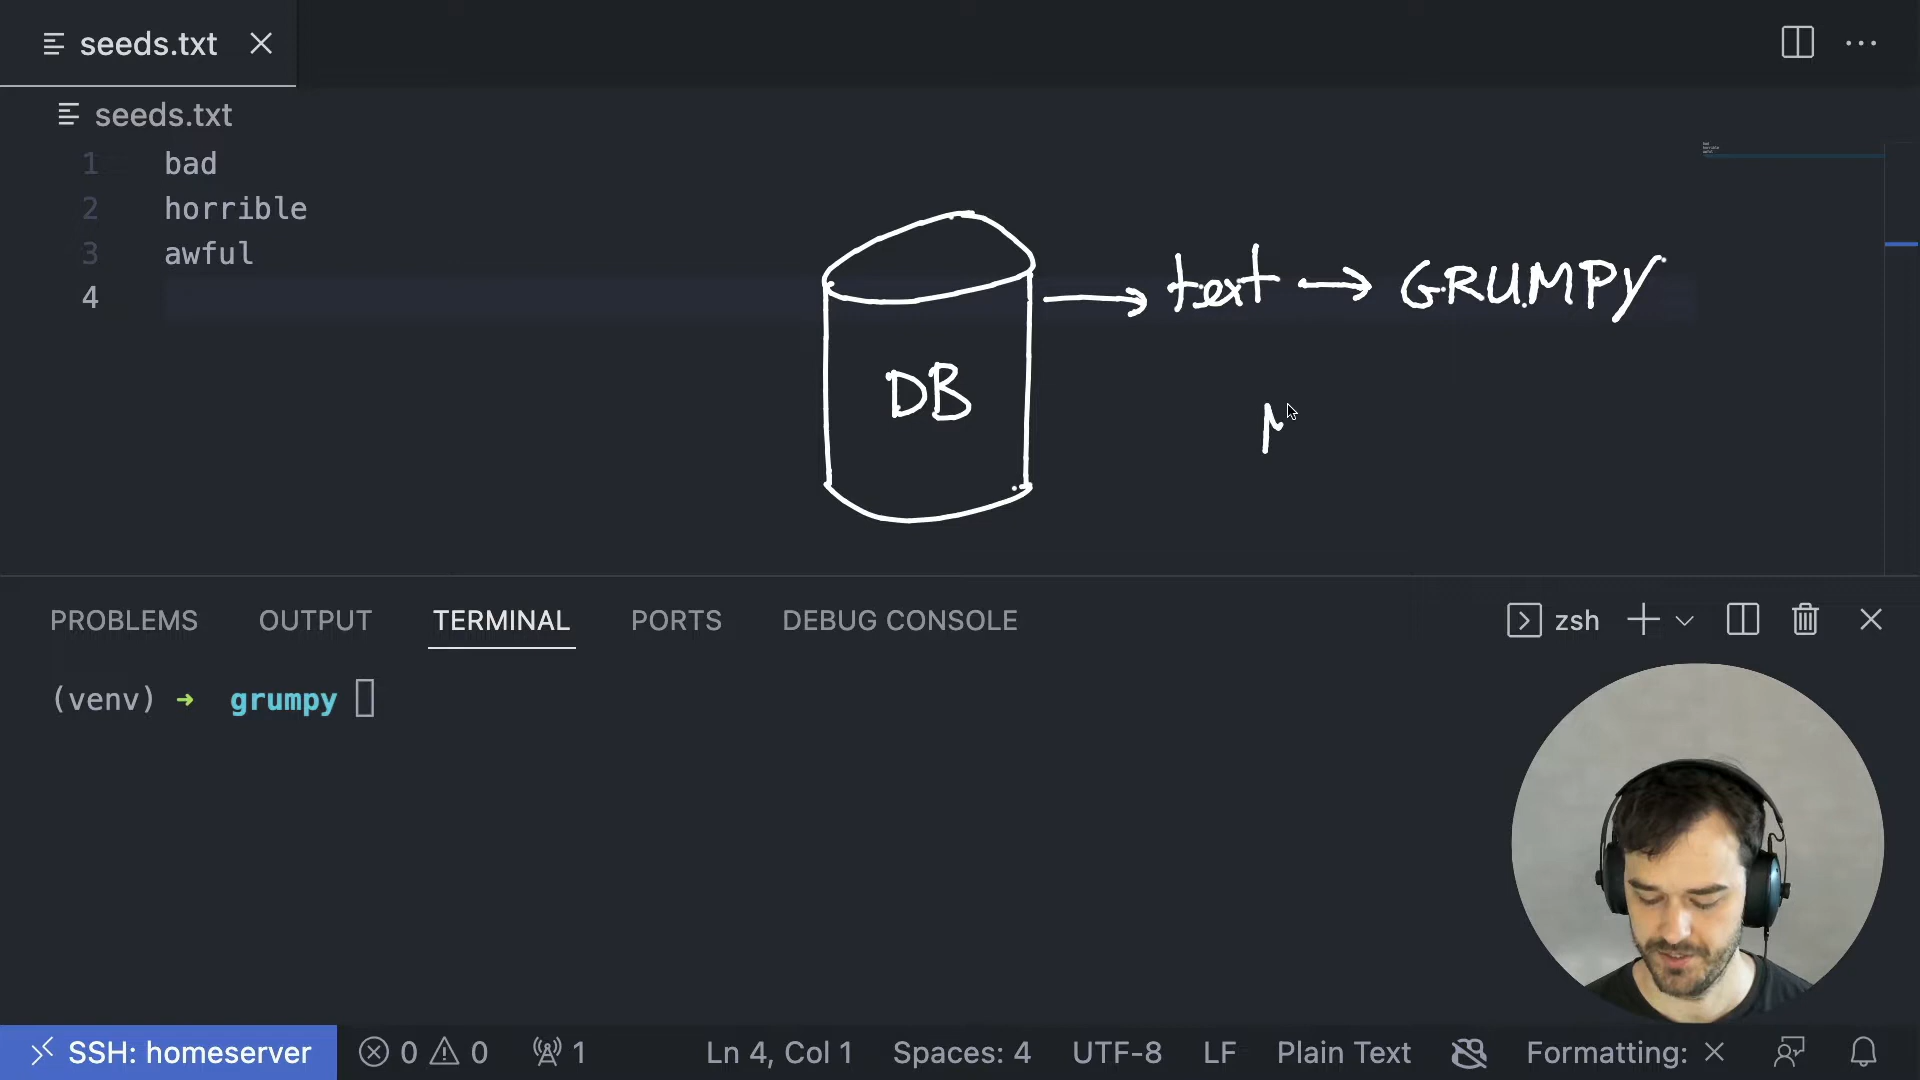 seeds.txt
seeds.txt
1 bad
2 horrible
3 awful
4
text → GRUMPY
DB
PROBLEMS OUTPUT TERMINAL PORTS DEBUG CONSOLE zsh
(venv) ➜ grumpy
SSH: homeserver 0 0 1 Ln 4, Col 1 Spaces: 4 UTF-8 LF Plain Text Formatting: ×